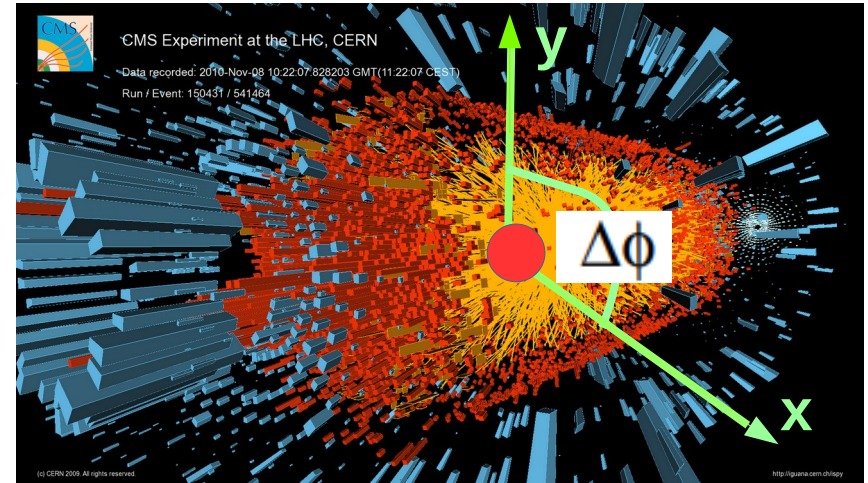 CMS
CMS Experiment at the LHC, CERN
Data recorded: 2010-Nov-08 10:22:07.828203 GMT(11:22:07 CEST)
Run / Event: 150431 / 541464
y
Δϕ
x
(c) CERN 2009. All rights reserved.
http://iguana.cern.ch/ispy